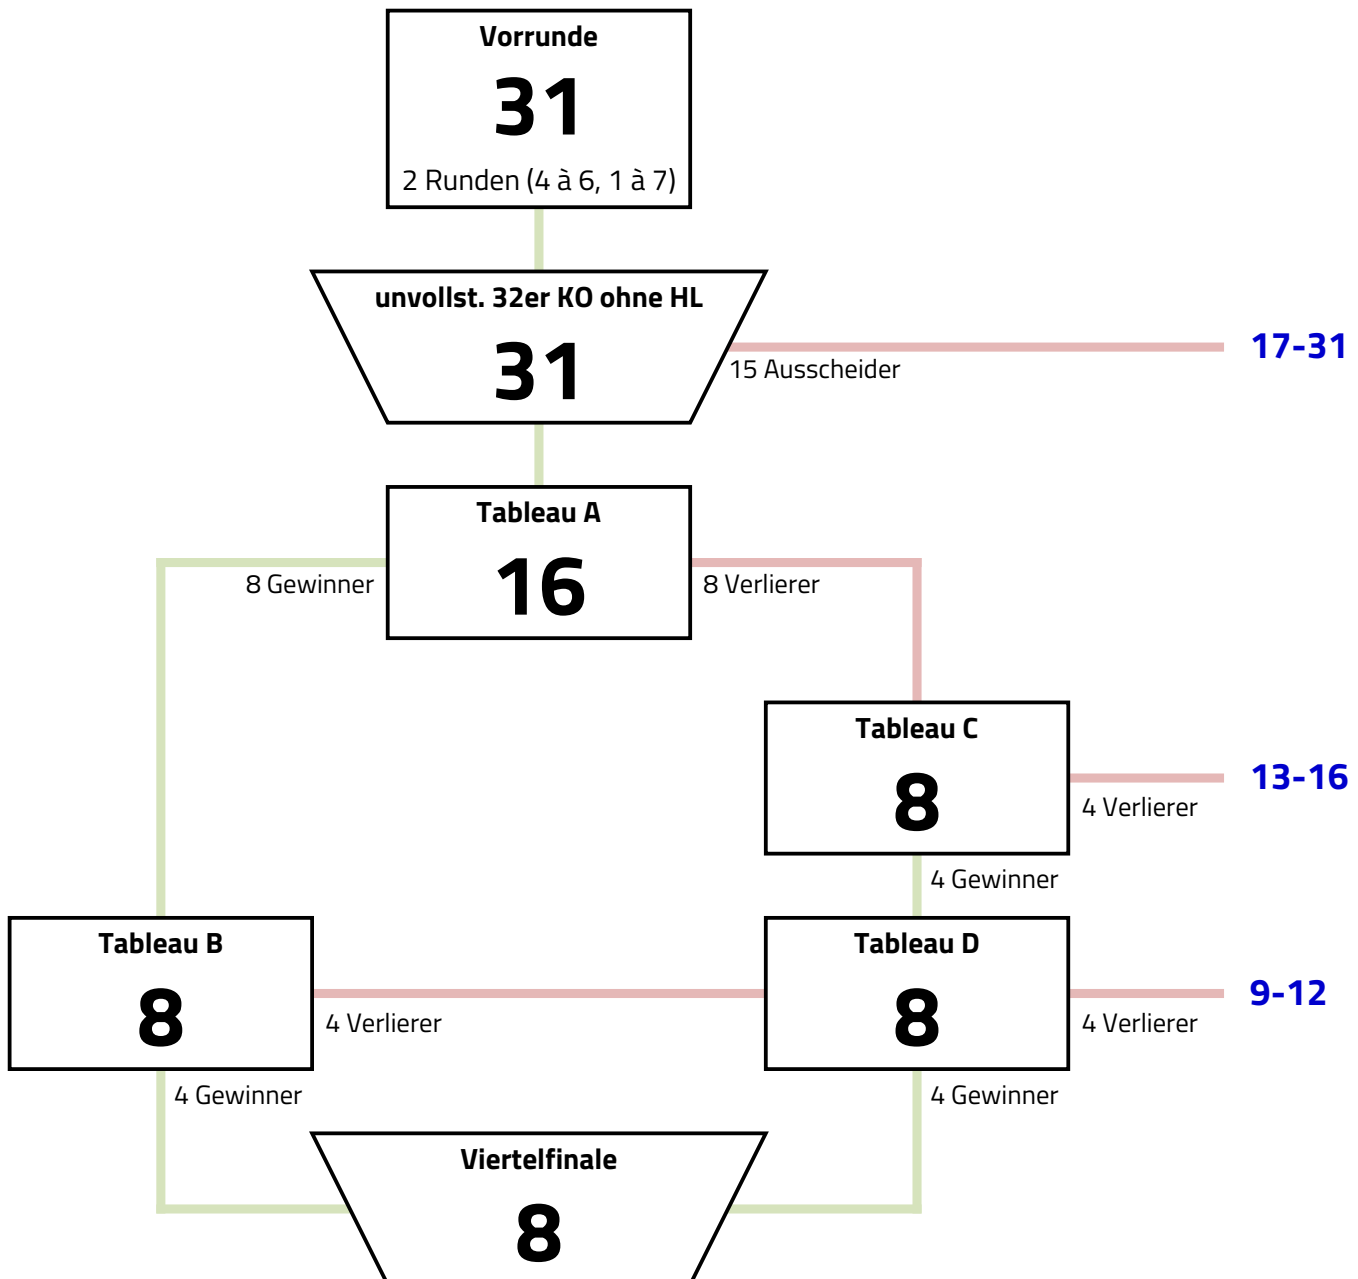 Vorrunde
31
2 Runden (4 à 6, 1 à 7)
unvollst. 32er KO ohne HL
31
17-31
15 Ausscheider
Tableau A
16
8 Gewinner
8 Verlierer
Tableau C
8
13-16
4 Verlierer
4 Gewinner
Tableau B
8
4 Verlierer
4 Gewinner
Tableau D
8
9-12
4 Verlierer
4 Gewinner
Viertelfinale
8